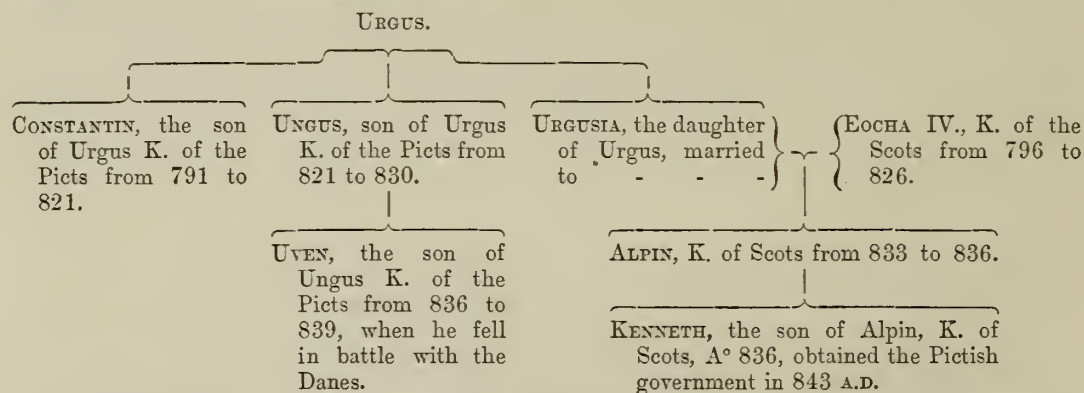 URGUS.
CONSTANTIN, the son
of Urgus K. of the
Picts from 791 to
821.
UNGUS, son of Urgus
K. of the Picts from
821 to 830.
URGUSIA, the daughter
of Urgus, married
to - - -
EOCHA IV., K. of the
Scots from 796 to
826.
UVEN, the son of
Ungus K. of the
Picts from 836 to
839, when he fell
in battle with the
Danes.
ALPIN, K. of Scots from 833 to 836.
KENNETH, the son of Alpin, K. of
Scots, A° 836, obtained the Pictish
government in 843 A.D.